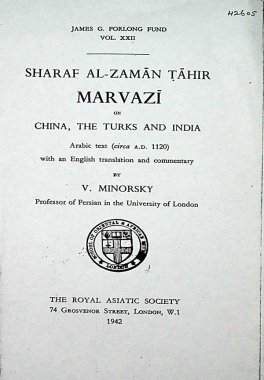 42605
JAMES G. FORLONG FUND
VOL. XXII
SHARAF AL-ZAMĀN ṬĀHIR
MARVAZĪ
ON
CHINA, THE TURKS AND INDIA
Arabic text (circa A.D. 1120)
with an English translation and commentary
BY
V. MINORSKY
Professor of Persian in the University of London
THE ROYAL ASIATIC SOCIETY
74 GROSVENOR STREET, LONDON, W.1
1942